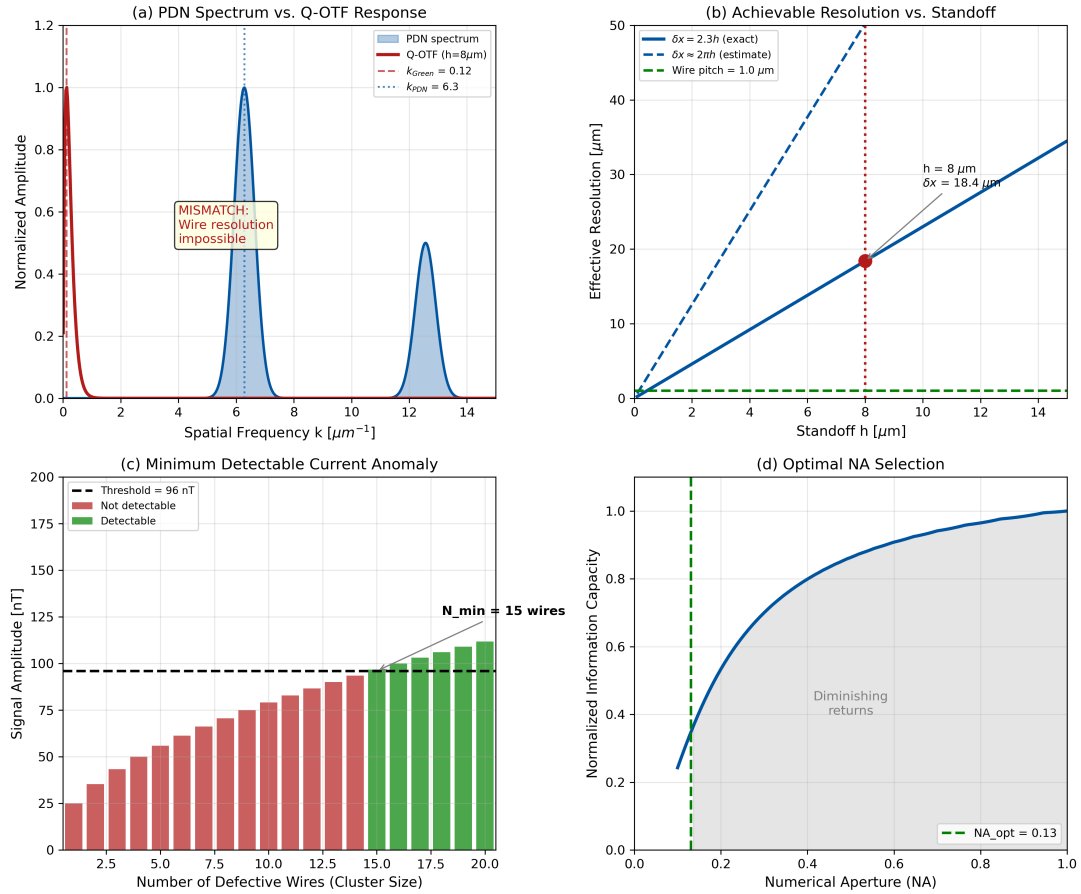 (a) PDN Spectrum vs. Q-OTF Response
1.2
1.0
0.8
0.6
0.4
0.2
0.0
Normalized Amplitude
PDN spectrum
Q-OTF (h=8μm)
k_Green = 0.12
k_PDN = 6.3
MISMATCH:
Wire resolution
impossible
0 2 4 6 8 10 12 14
Spatial Frequency k [μm⁻¹]
(b) Achievable Resolution vs. Standoff
50
40
30
20
10
0
Effective Resolution [μm]
δx = 2.3h (exact)
δx ≈ 2πh (estimate)
Wire pitch = 1.0 μm
h = 8 μm
δx = 18.4 μm
0 2 4 6 8 10 12 14
Standoff h [μm]
(c) Minimum Detectable Current Anomaly
200
175
150
125
100
75
50
25
0
Signal Amplitude [nT]
Threshold = 96 nT
Not detectable
Detectable
N_min = 15 wires
2.5 5.0 7.5 10.0 12.5 15.0 17.5 20.0
Number of Defective Wires (Cluster Size)
(d) Optimal NA Selection
1.0
0.8
0.6
0.4
0.2
0.0
Normalized Information Capacity
Diminishing
returns
NA_opt = 0.13
0.0 0.2 0.4 0.6 0.8 1.0
Numerical Aperture (NA)